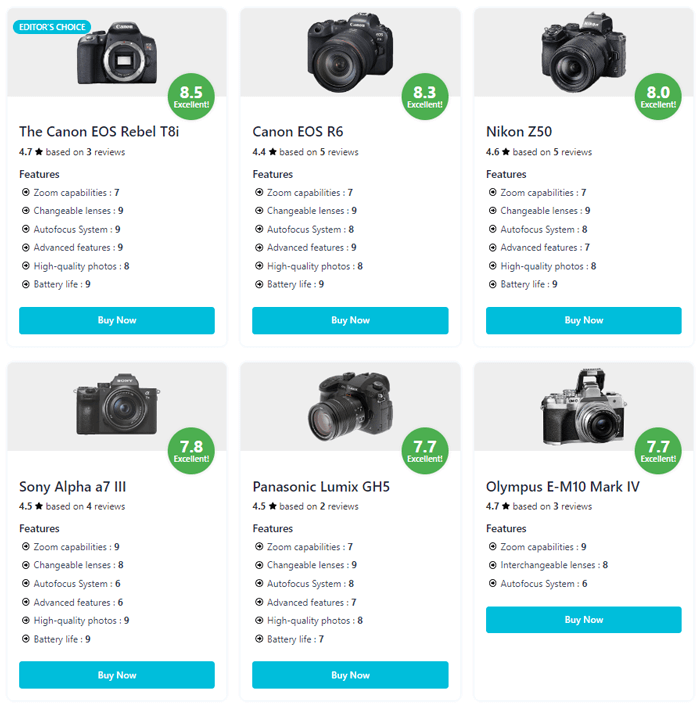 EDITOR'S CHOICE
Canon
8.5
Excellent!
The Canon EOS Rebel T8i
4.7 ★ based on 3 reviews
Features
Zoom capabilities : 7
Changeable lenses : 9
Autofocus System : 9
Advanced features : 9
High-quality photos : 8
Battery life : 9
Buy Now
Canon
EOS
8.3
Excellent!
Canon EOS R6
4.4 ★ based on 5 reviews
Features
Zoom capabilities : 7
Changeable lenses : 9
Autofocus System : 8
Advanced features : 9
High-quality photos : 8
Battery life : 9
Buy Now
Nikon
8.0
Excellent!
Nikon Z50
4.6 ★ based on 5 reviews
Features
Zoom capabilities : 7
Changeable lenses : 9
Autofocus System : 8
Advanced features : 7
High-quality photos : 8
Battery life : 9
Buy Now
SONY
7.8
Excellent!
Sony Alpha a7 III
4.5 ★ based on 4 reviews
Features
Zoom capabilities : 9
Changeable lenses : 8
Autofocus System : 6
Advanced features : 6
High-quality photos : 9
Battery life : 9
Buy Now
7.7
Excellent!
Panasonic Lumix GH5
4.5 ★ based on 2 reviews
Features
Zoom capabilities : 7
Changeable lenses : 9
Autofocus System : 8
Advanced features : 7
High-quality photos : 8
Battery life : 7
Buy Now
7.7
Excellent!
Olympus E-M10 Mark IV
4.7 ★ based on 3 reviews
Features
Zoom capabilities : 9
Interchangeable lenses : 8
Autofocus System : 6
Buy Now